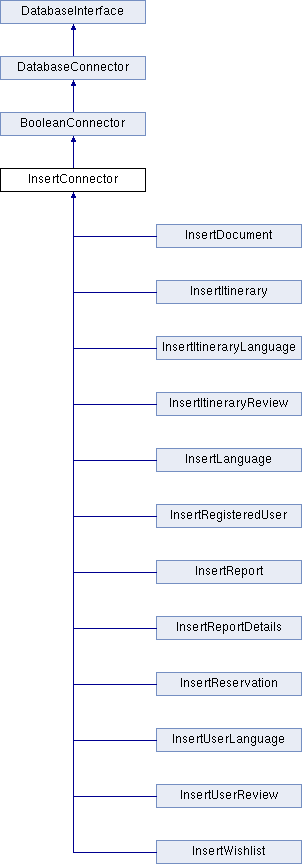 DatabaseInterface
DatabaseConnector
BooleanConnector
InsertConnector
InsertDocument
InsertItinerary
InsertItineraryLanguage
InsertItineraryReview
InsertLanguage
InsertRegisteredUser
InsertReport
InsertReportDetails
InsertReservation
InsertUserLanguage
InsertUserReview
InsertWishlist